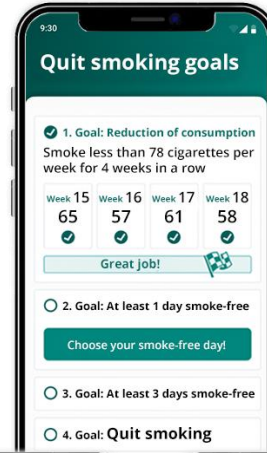 9:30
Quit smoking goals
1. Goal: Reduction of consumption
Smoke less than 78 cigarettes per
week for 4 weeks in a row
Week 15 Week 16 Week 17 Week 18
65 57 61 58
Great job!
2. Goal: At least 1 day smoke-free
Choose your smoke-free day!
3. Goal: At least 3 days smoke-free
4. Goal: Quit smoking